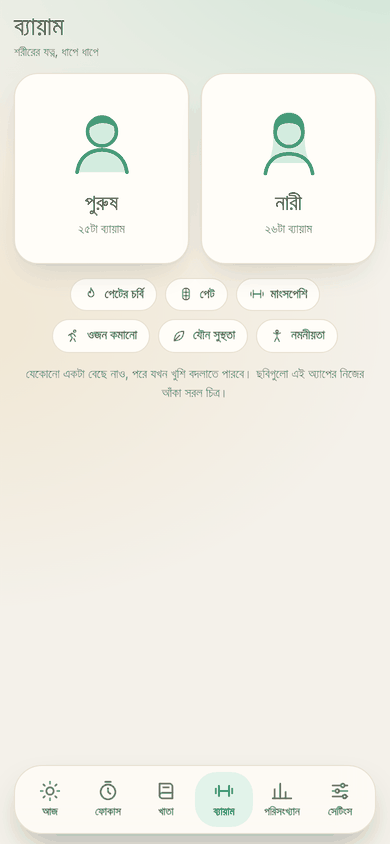 ব্যায়াম
শরীরের যত্ন, ধাপে ধাপে
পুরুষ
২৫টা ব্যায়াম
নারী
২৬টা ব্যায়াম
পেটের চর্বি
পেট
মাংসপেশি
ওজন কমানো
যৌন সুস্থতা
নমনীয়তা
যেকোনো একটা বেছে নাও, পরে যখন খুশি বদলাতে পারবে। ছবিগুলো এই অ্যাপের নিজের
আঁকা সরল চিত্র।
আজ
ফোকাস
খাতা
ব্যায়াম
পরিসংখ্যান
সেটিংস